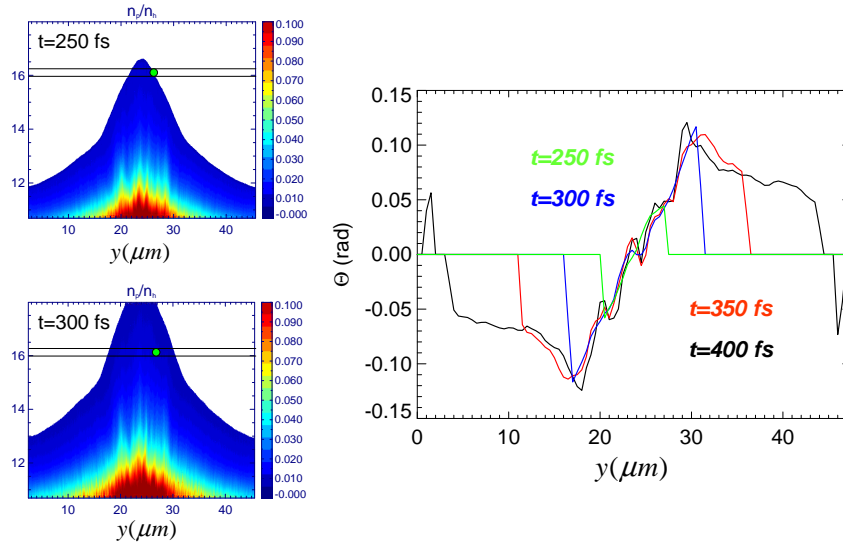 n_p/n_h
t=250 fs
16
14
12
10 20 30 40
y(μm)
0.100
0.090
0.080
0.070
0.060
0.050
0.040
0.030
0.020
0.010
-0.000
n_p/n_h
t=300 fs
16
14
12
10 20 30 40
y(μm)
0.100
0.090
0.080
0.070
0.060
0.050
0.040
0.030
0.020
0.010
-0.000
Θ (rad)
0.15
0.10
0.05
0.00
-0.05
-0.10
-0.15
t=250 fs
t=300 fs
t=350 fs
t=400 fs
0 10 20 30 40
y(μm)